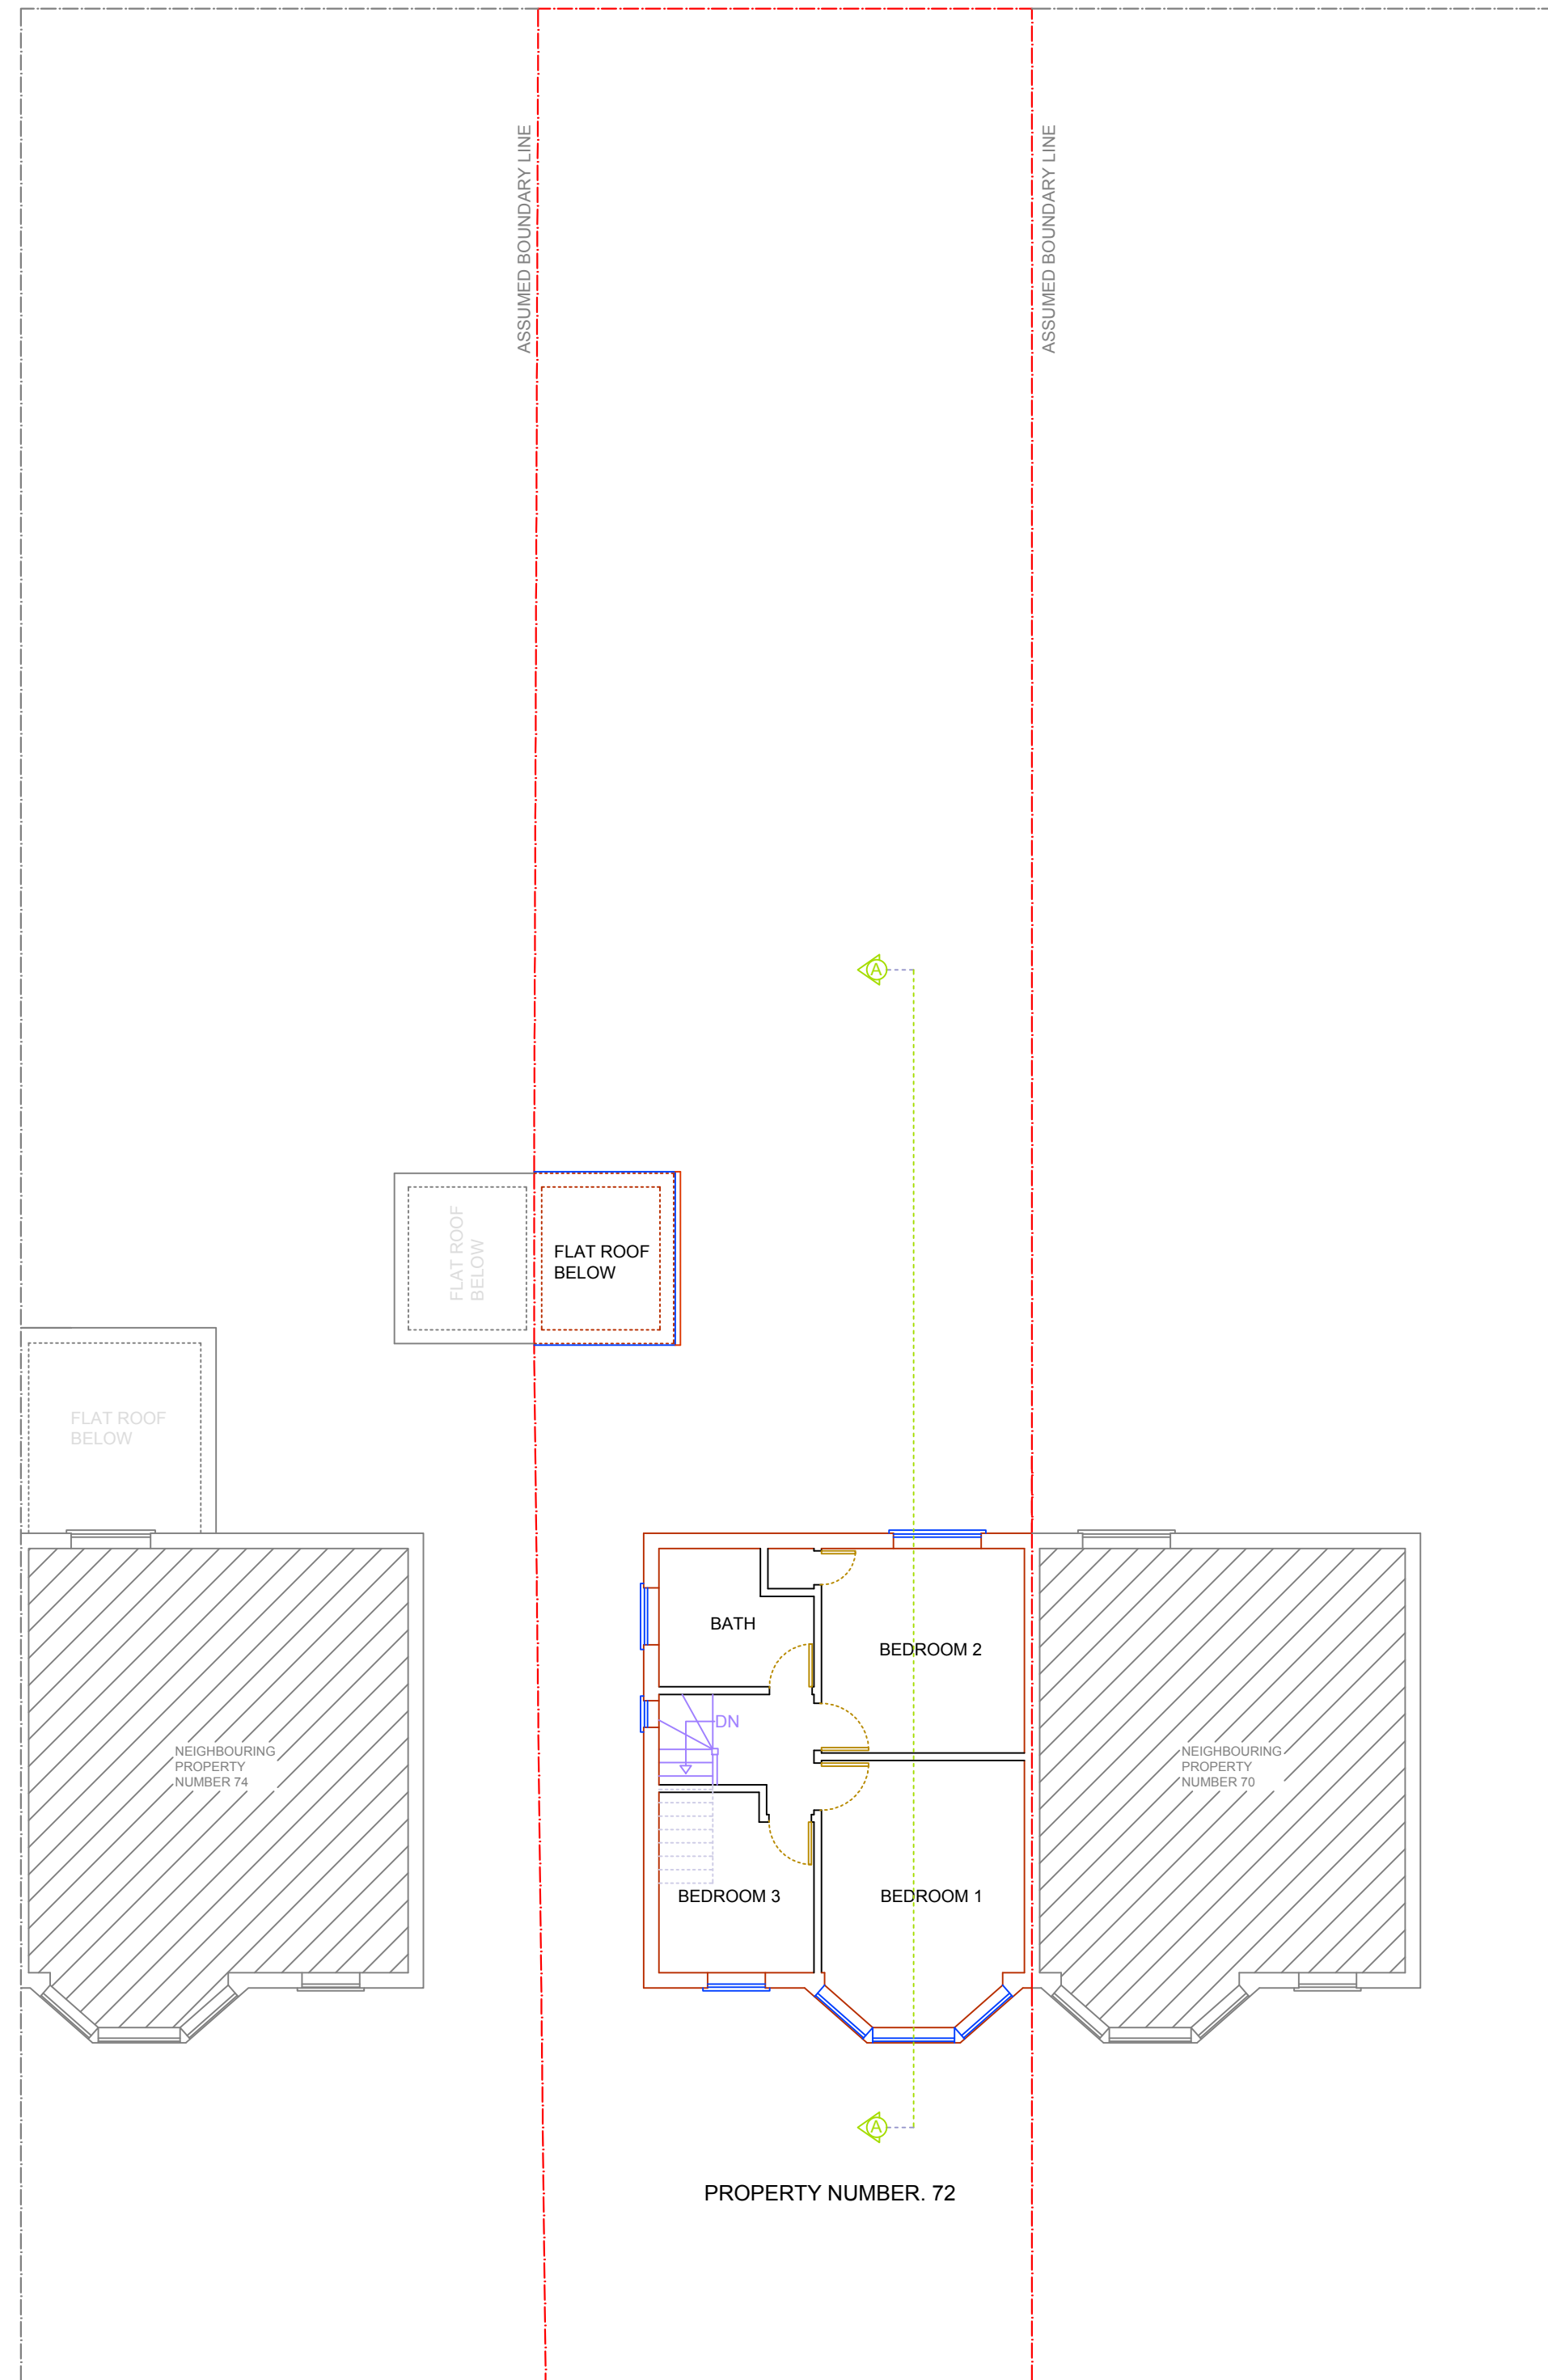 ASSUMED BOUNDARY LINE
ASSUMED BOUNDARY LINE
A
FLAT ROOF
BELOW
FLAT ROOF
BELOW
FLAT ROOF
BELOW
BATH
BEDROOM 2
DN
NEIGHBOURING
PROPERTY
NUMBER 74
NEIGHBOURING
PROPERTY
NUMBER 70
BEDROOM 3
BEDROOM 1
A
PROPERTY NUMBER. 72